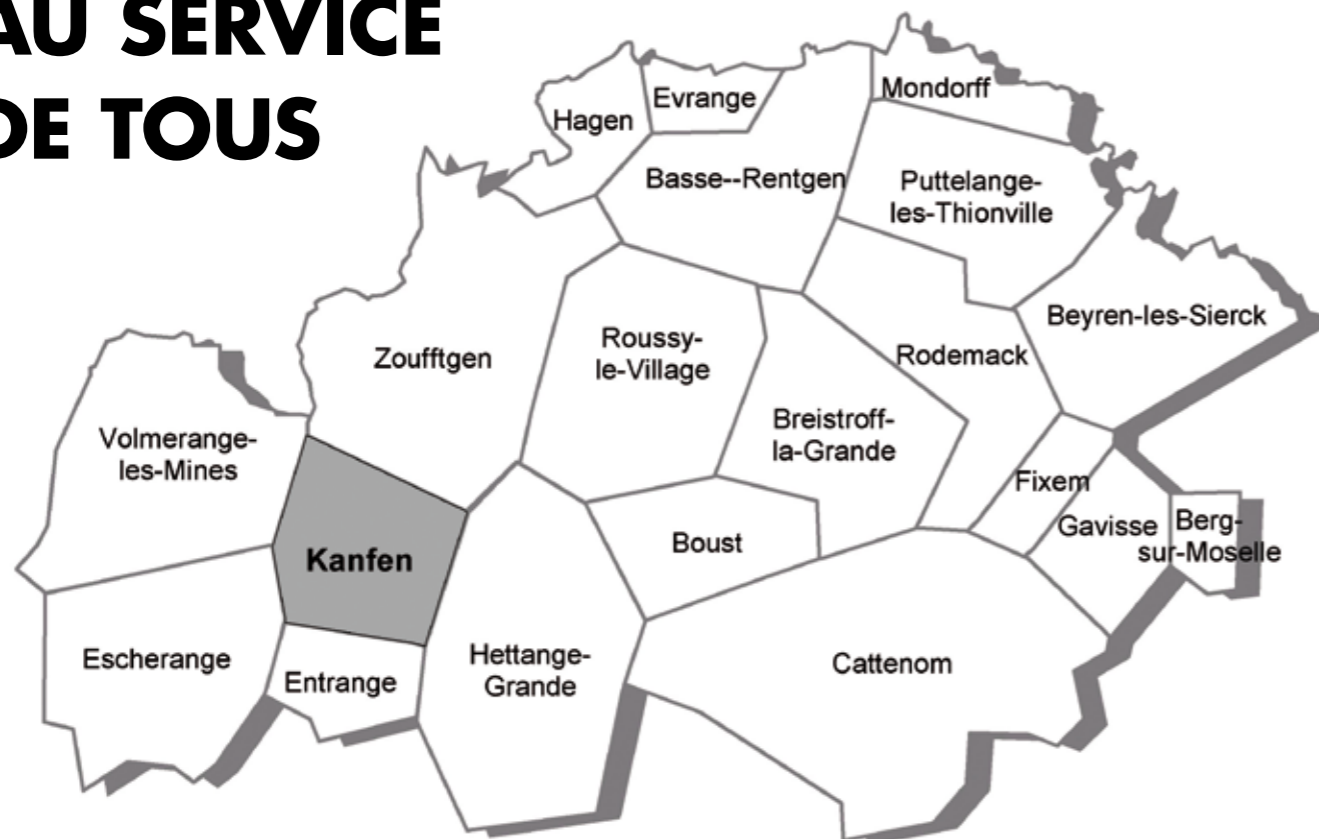 AU SERVICE
DE TOUS
Mondorff
Evrange
Hagen
Basse--Rentgen
Puttelange-
les-Thionville
Beyren-les-Sierck
Roussy-
le-Village
Zoufftgen
Rodemack
Breistroff-
la-Grande
Volmerange-
les-Mines
Fixem
Gavisse
Berg-
sur-Moselle
Boust
Kanfen
Escherange
Entrange
Hettange-
Grande
Cattenom